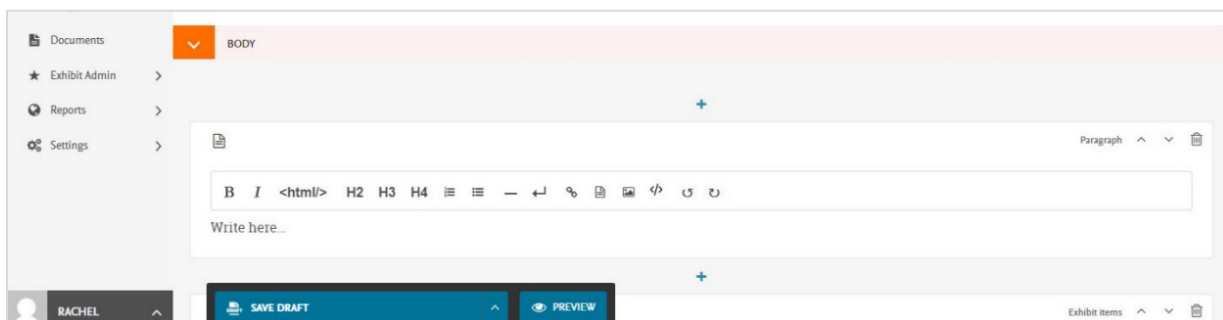 Documents
Exhibit Admin
Reports
Settings
RACHEL
BODY
Paragraph
B I <html/> H2 H3 H4
Write here...
SAVE DRAFT
PREVIEW
Exhibit items